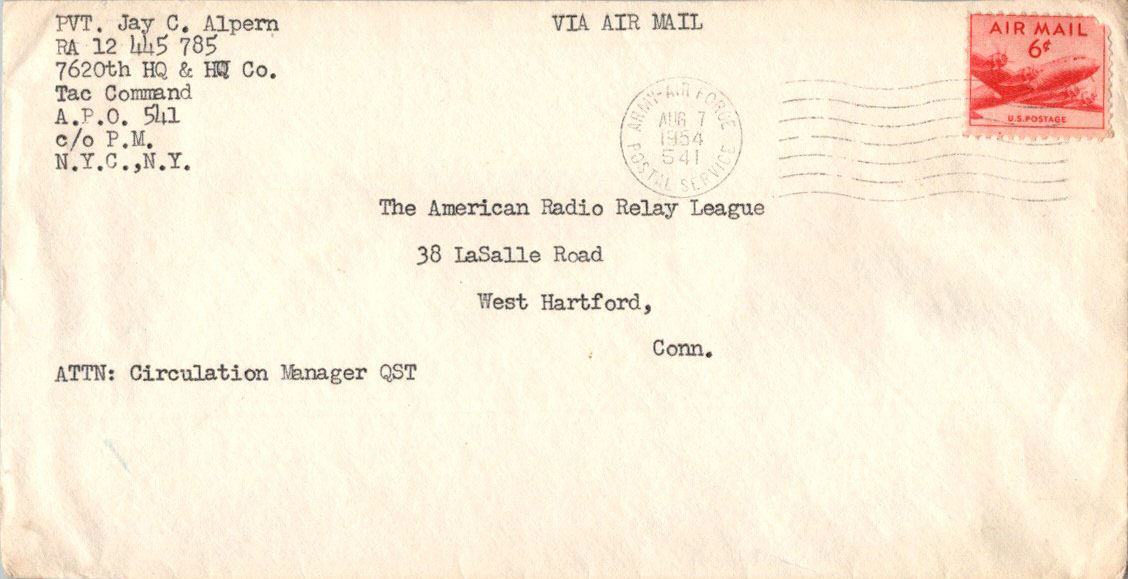 PVT. Jay C. Alpern
RA 12 445 785
7620th HQ & HQ Co.
Tac Command
A.P.O. 541
c/o P.M.
N.Y.C.,N.Y.
VIA AIR MAIL
ARMY-AIR FORCE
AUG 7
1954
541
POSTAL SERVICE
AIR MAIL
6¢
U.S. POSTAGE
The American Radio Relay League
38 LaSalle Road
West Hartford,
Conn.
ATTN: Circulation Manager QST